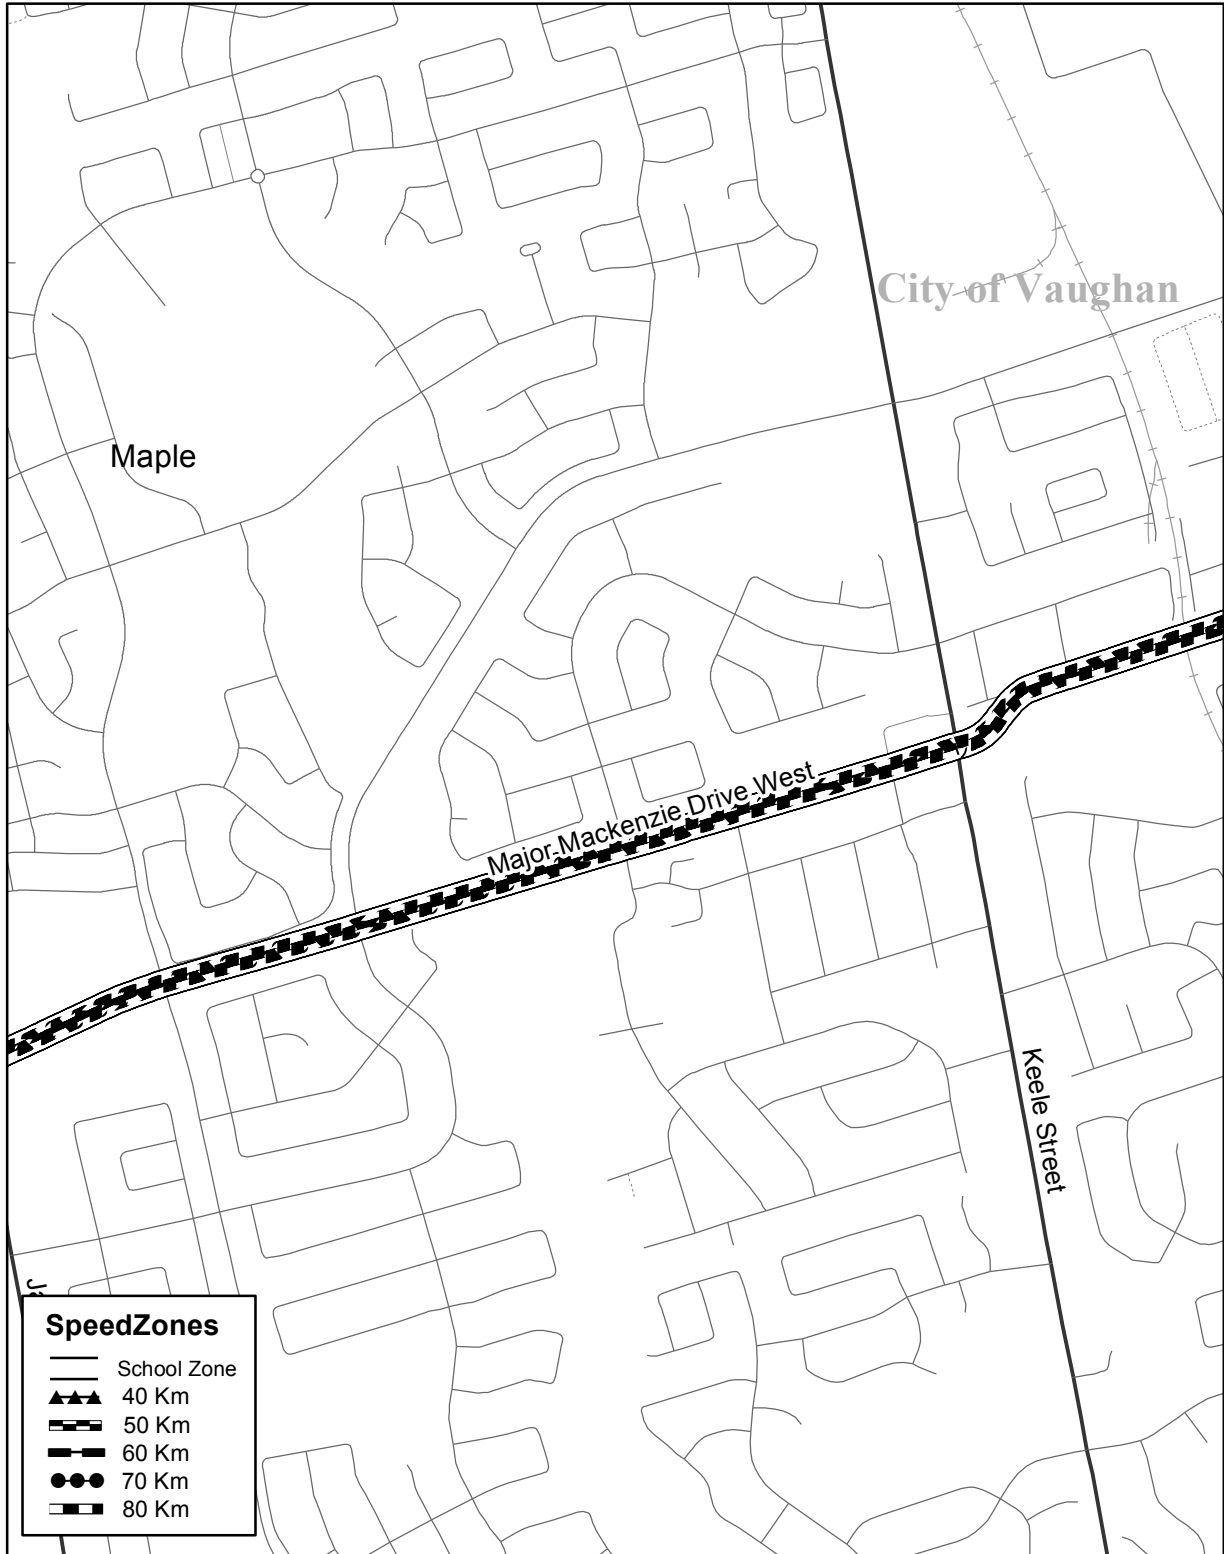 City of Vaughan
Maple
Major Mackenzie Drive West
Keele Street
SpeedZones
School Zone
40 Km
50 Km
60 Km
70 Km
80 Km